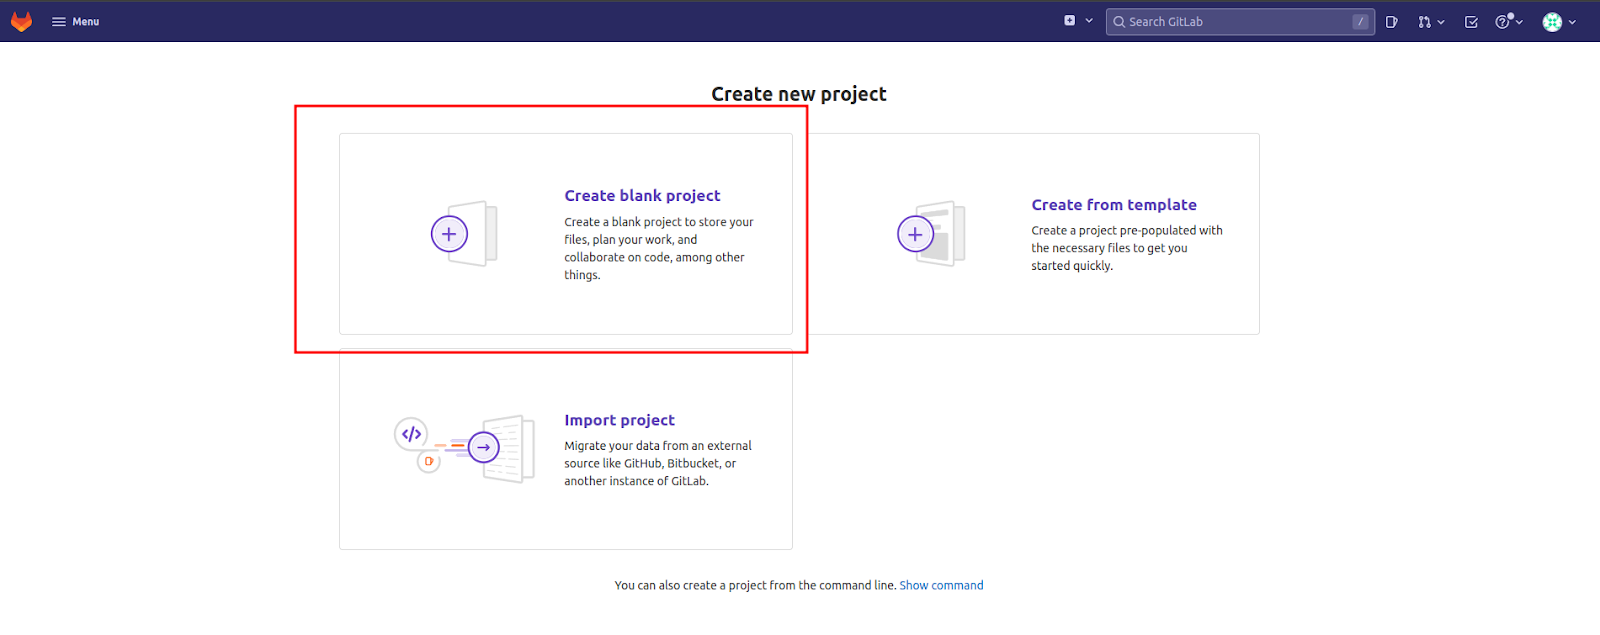 Menu
Search GitLab /
Create new project
Create blank project
Create a blank project to store your
files, plan your work, and
collaborate on code, among other
things.
Create from template
Create a project pre-populated with
the necessary files to get you
started quickly.
Import project
Migrate your data from an external
source like GitHub, Bitbucket, or
another instance of GitLab.
You can also create a project from the command line. Show command